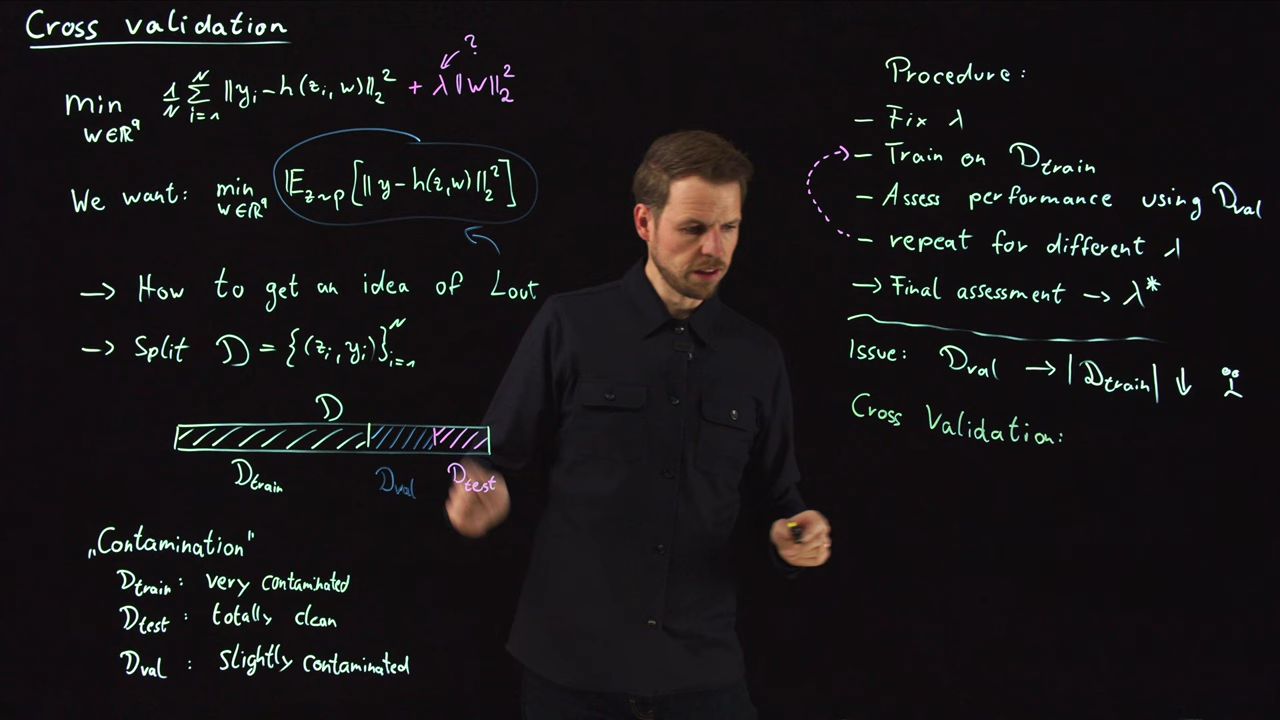 Cross validation
min w∈ℝ^q 1/N ∑_{i=1}^N ‖y_i − h(z_i, w)‖_2^2 + λ‖w‖_2^2
?
We want: min w∈ℝ^q 𝔼_{z∼p}[‖y − h(z,w)‖_2^2]
→ How to get an idea of L_out
→ Split D = {(z_i, y_i)}_{i=1}^N
D
D_train D_val D_test
„Contamination"
D_train : very contaminated
D_test : totally clean
D_val : slightly contaminated
Procedure:
– Fix λ
– Train on D_train
– Assess performance using D_val
– repeat for different λ
→ Final assessment → λ*
Issue: D_val → |D_train| ↓
Cross Validation: